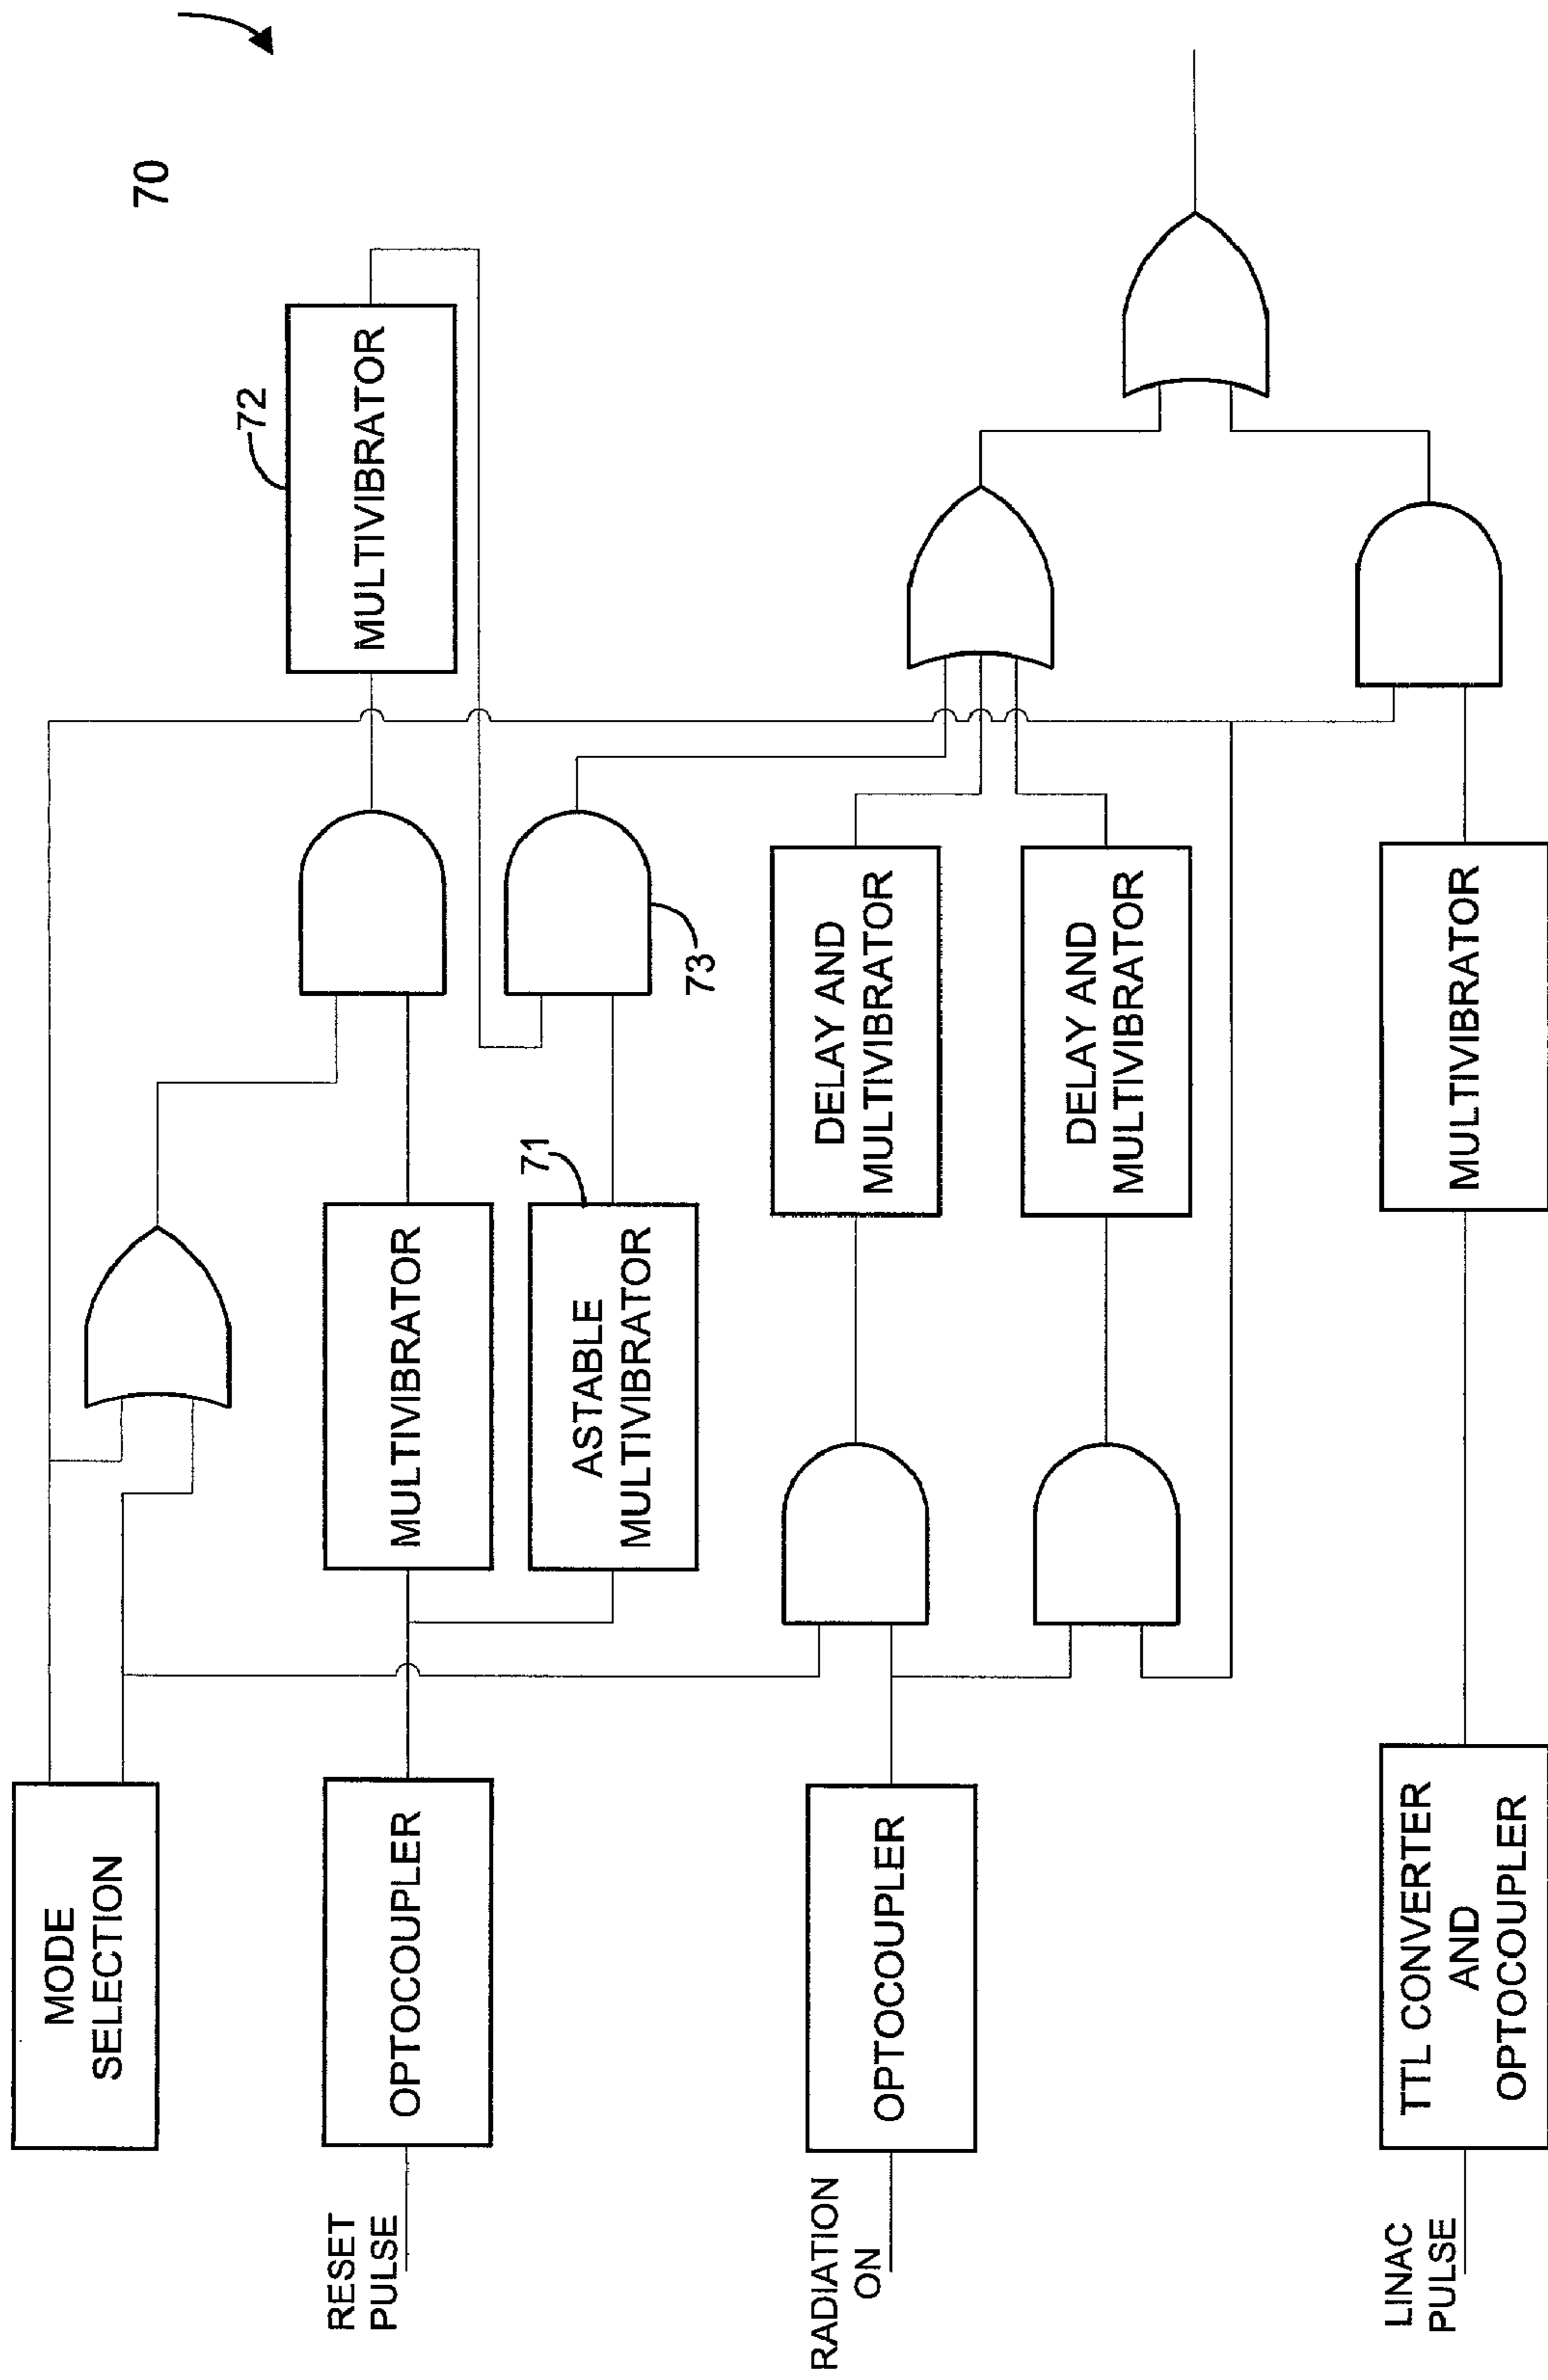 70
MODE
SELECTION
RESET
PULSE
OPTOCOUPLER
MULTIVIBRATOR
72
MULTIVIBRATOR
71
ASTABLE
MULTIVIBRATOR
73
RADIATION
ON
OPTOCOUPLER
DELAY AND
MULTIVIBRATOR
DELAY AND
MULTIVIBRATOR
LINAC
PULSE
TTL CONVERTER
AND
OPTOCOUPLER
MULTIVIBRATOR